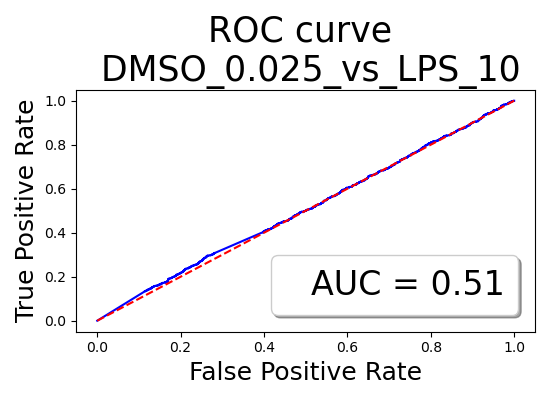 ROC curve
DMSO_0.025_vs_LPS_10
True Positive Rate
1.0
0.8
0.6
0.4
0.2
0.0
AUC = 0.51
0.0 0.2 0.4 0.6 0.8 1.0
False Positive Rate